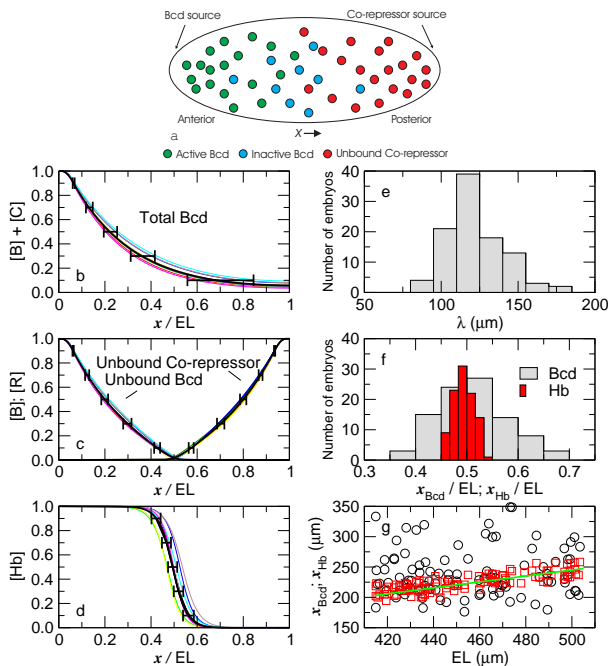 Bcd source
Co-repressor source
Anterior
Posterior
a
x
Active Bcd
Inactive Bcd
Unbound Co-repressor
[B] + [C]
1.0
0.8
0.6
0.4
0.2
0.0
Total Bcd
b
0 0.2 0.4 0.6 0.8 1
x / EL
[B]; [R]
1.0
0.8
0.6
0.4
0.2
0.0
Unbound Co-repressor
Unbound Bcd
c
0 0.2 0.4 0.6 0.8 1
x / EL
[Hb]
1.0
0.8
0.6
0.4
0.2
0.0
d
0 0.2 0.4 0.6 0.8 1
x / EL
Number of embryos
40
30
20
10
0
e
50 100 150 200
λ (μm)
Number of embryos
40
30
20
10
0
f
Bcd
Hb
0.3 0.4 0.5 0.6 0.7
xBcd / EL; xHb / EL
xBcd, xHb (μm)
350
300
250
200
150
g
420 440 460 480 500
EL (μm)